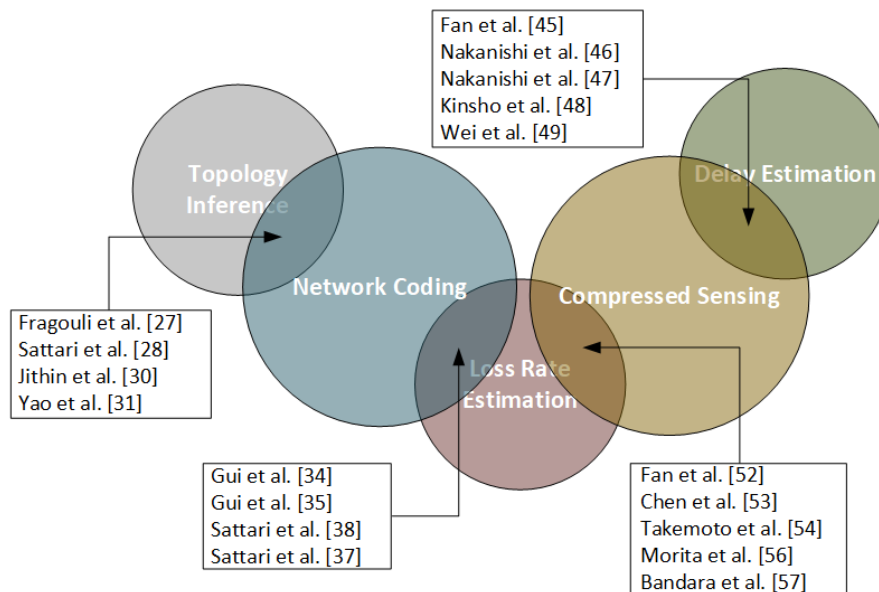 Fan et al. [45]
Nakanishi et al. [46]
Nakanishi et al. [47]
Kinsho et al. [48]
Wei et al. [49]
Topology
Inference
Delay Estimation
Network Coding
Compressed Sensing
Fragouli et al. [27]
Sattari et al. [28]
Jithin et al. [30]
Yao et al. [31]
Loss Rate
Estimation
Gui et al. [34]
Gui et al. [35]
Sattari et al. [38]
Sattari et al. [37]
Fan et al. [52]
Chen et al. [53]
Takemoto et al. [54]
Morita et al. [56]
Bandara et al. [57]